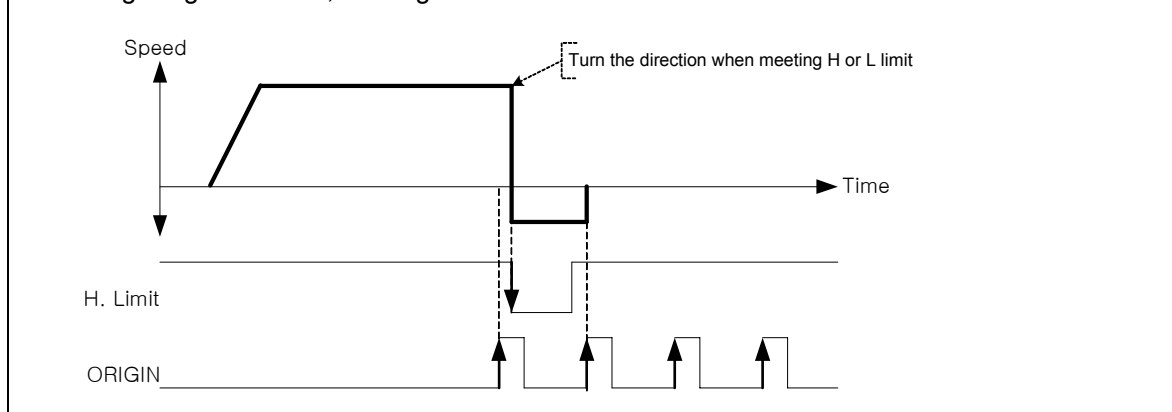 Speed
Turn the direction when meeting H or L limit
Time
H. Limit
ORIGIN